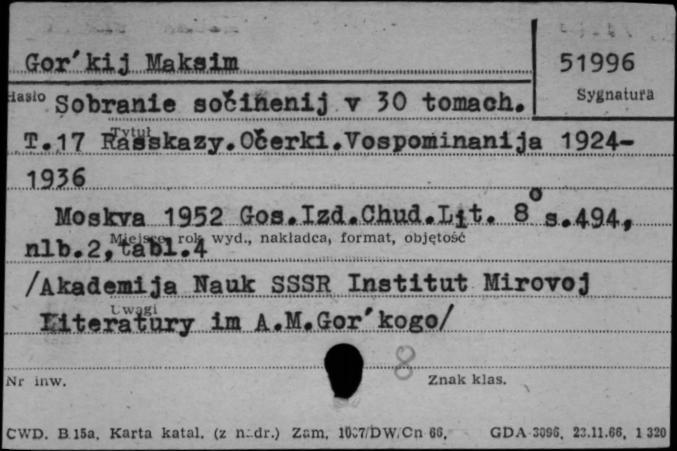 Gor´kij Maksim
51996
Hasło
Sygnatura
Sobranie sočinenij v 30 tomach.
Tytuł
T.17 Rasskazy.Očerki.Vospominanija 1924-
1936
Moskva 1952 Gos.Izd.Chud.Lit. 8° s.494,
Miejsce, rok wyd., nakładca, format, objętość
nlb.2,tabl.4
/Akademija Nauk SSSR Institut Mirovoj
Uwagi
Literatury im A.M.Gor´kogo/
8
Nr inw.
Znak klas.
CWD. B 15a. Karta katal. (z nadr.) Zam. DW/Cn 66, GDA-3096, 23.11.66, 1 320